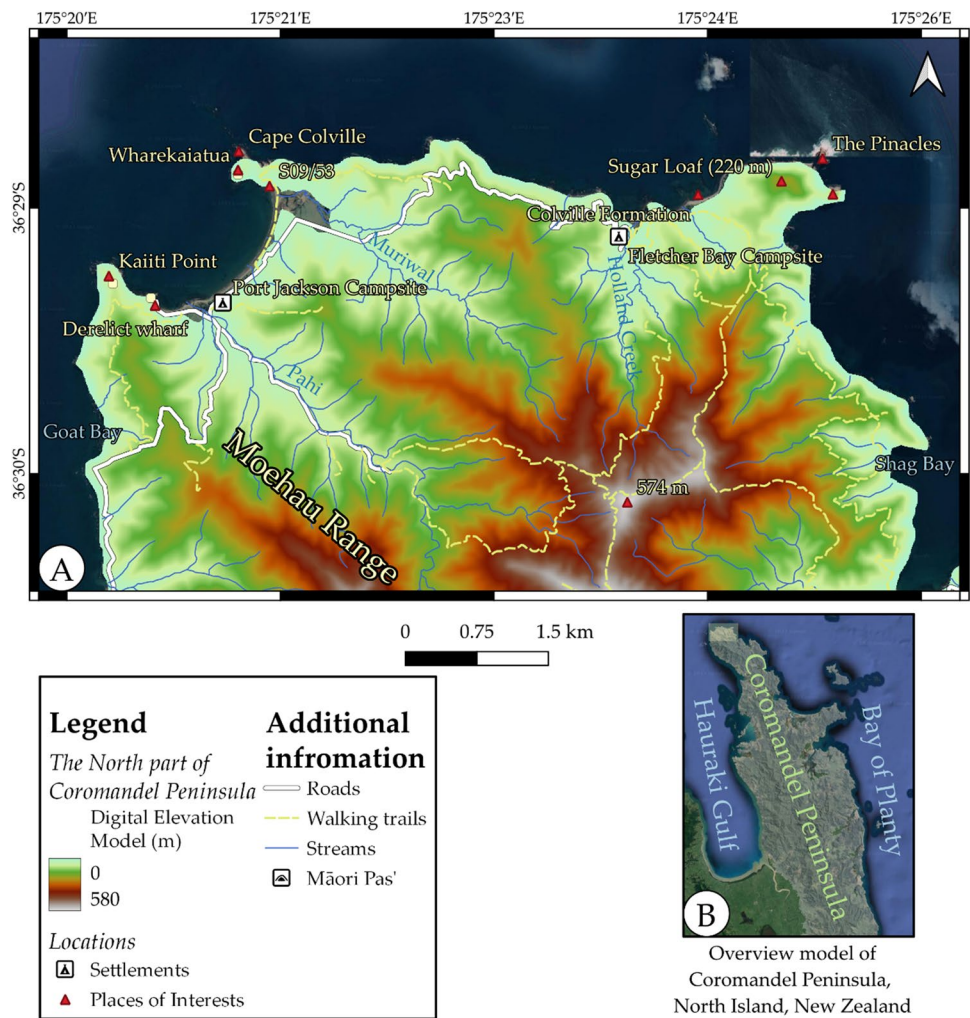 175°20'E 175°21'E 175°23'E 175°24'E 175°26'E
36°29'S
36°30'S
Cape Colville
Wharekaiatua
S09/53
The Pinacles
Sugar Loaf (220 m)
Colville Formation
Fletcher Bay Campsite
Muriwal
Holland Creek
Kaiiti Point
Port Jackson Campsite
Derelict wharf
Pahi
Goat Bay
Moehau Range
Shag Bay
574 m
A
0 0.75 1.5 km
Legend
The North part of
Coromandel Peninsula
Digital Elevation
Model (m)
0
580
Locations
Settlements
Places of Interests
Additional
infromation
Roads
Walking trails
Streams
Māori Pas'
Hauraki Gulf
Coromandel Peninsula
Bay of Planty
B
Overview model of
Coromandel Peninsula,
North Island, New Zealand